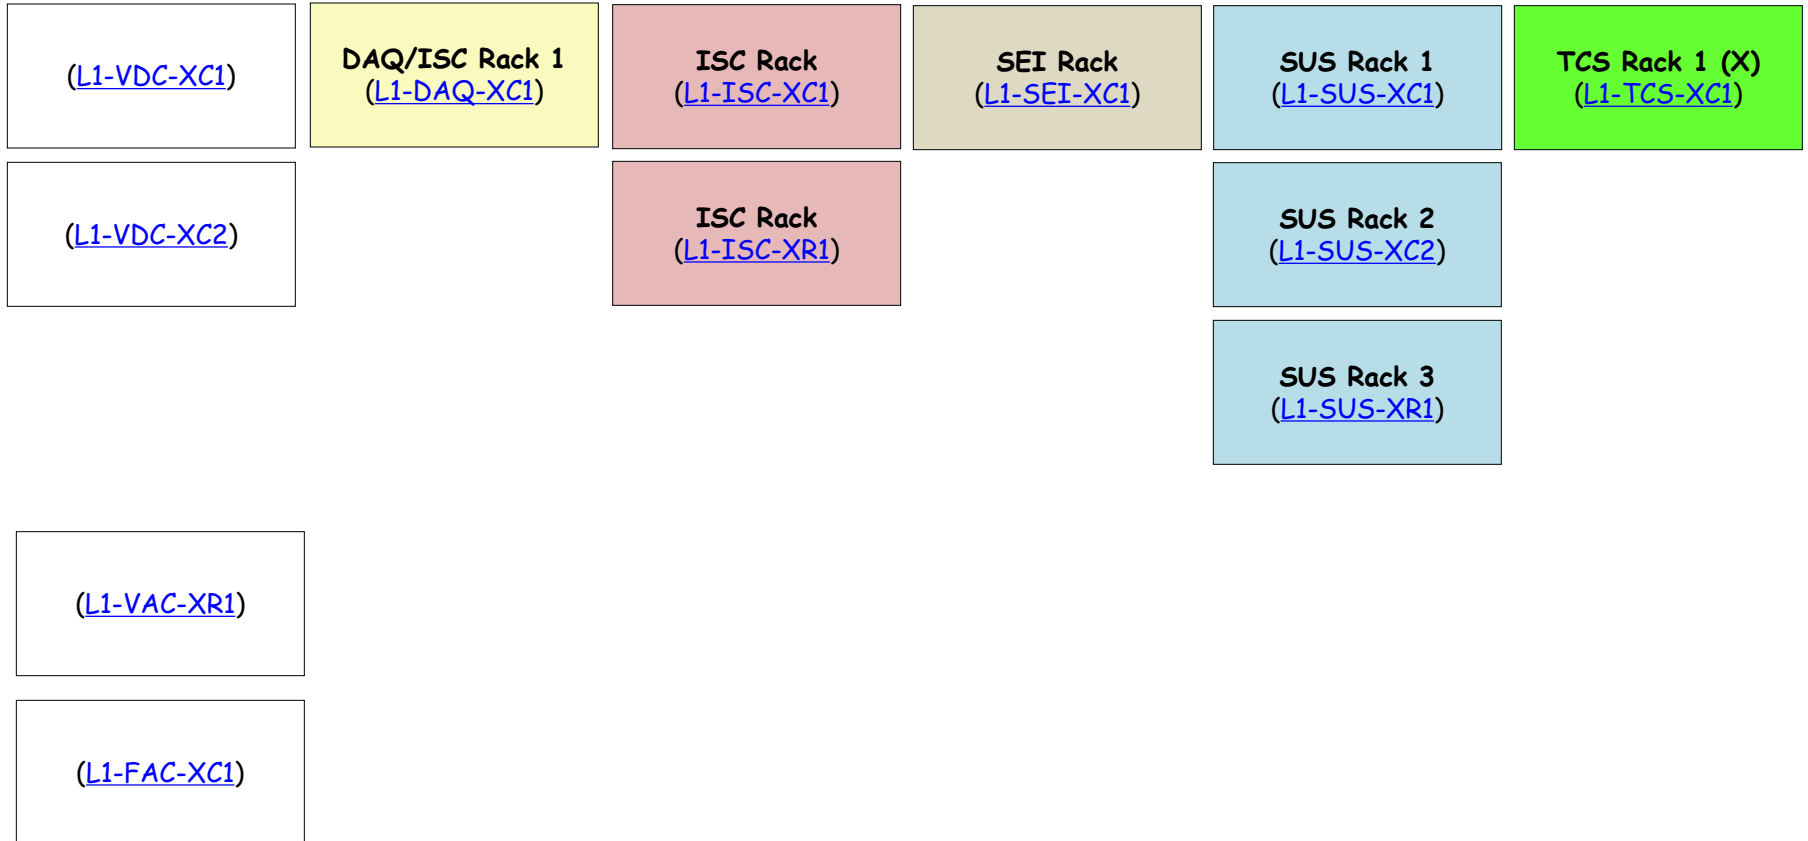 (L1-VDC-XC1)
DAQ/ISC Rack 1
(L1-DAQ-XC1)
ISC Rack
(L1-ISC-XC1)
SEI Rack
(L1-SEI-XC1)
SUS Rack 1
(L1-SUS-XC1)
TCS Rack 1 (X)
(L1-TCS-XC1)
(L1-VDC-XC2)
ISC Rack
(L1-ISC-XR1)
SUS Rack 2
(L1-SUS-XC2)
SUS Rack 3
(L1-SUS-XR1)
(L1-VAC-XR1)
(L1-FAC-XC1)